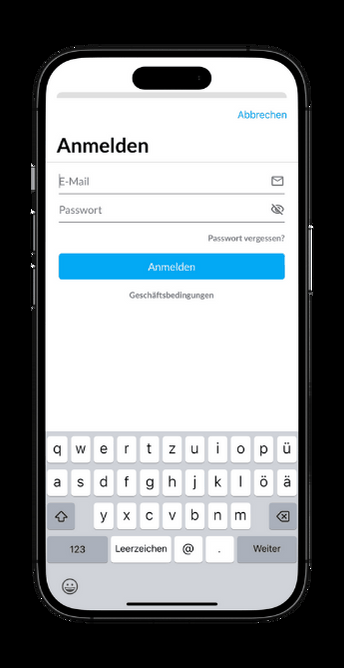 Abbrechen
Anmelden
E-Mail
Passwort
Passwort vergessen?
Anmelden
Geschäftsbedingungen
q w e r t z u i o p ü
a s d f g h j k l ö ä
y x c v b n m
123 Leerzeichen @ . Weiter